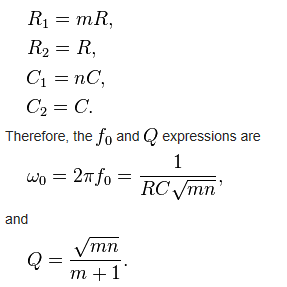 R₁ = mR,
R₂ = R,
C₁ = nC,
C₂ = C.
Therefore, the f₀ and Q expressions are
ω₀ = 2πf₀ = 1 / (RC√(mn)),
and
Q = √(mn) / (m + 1).